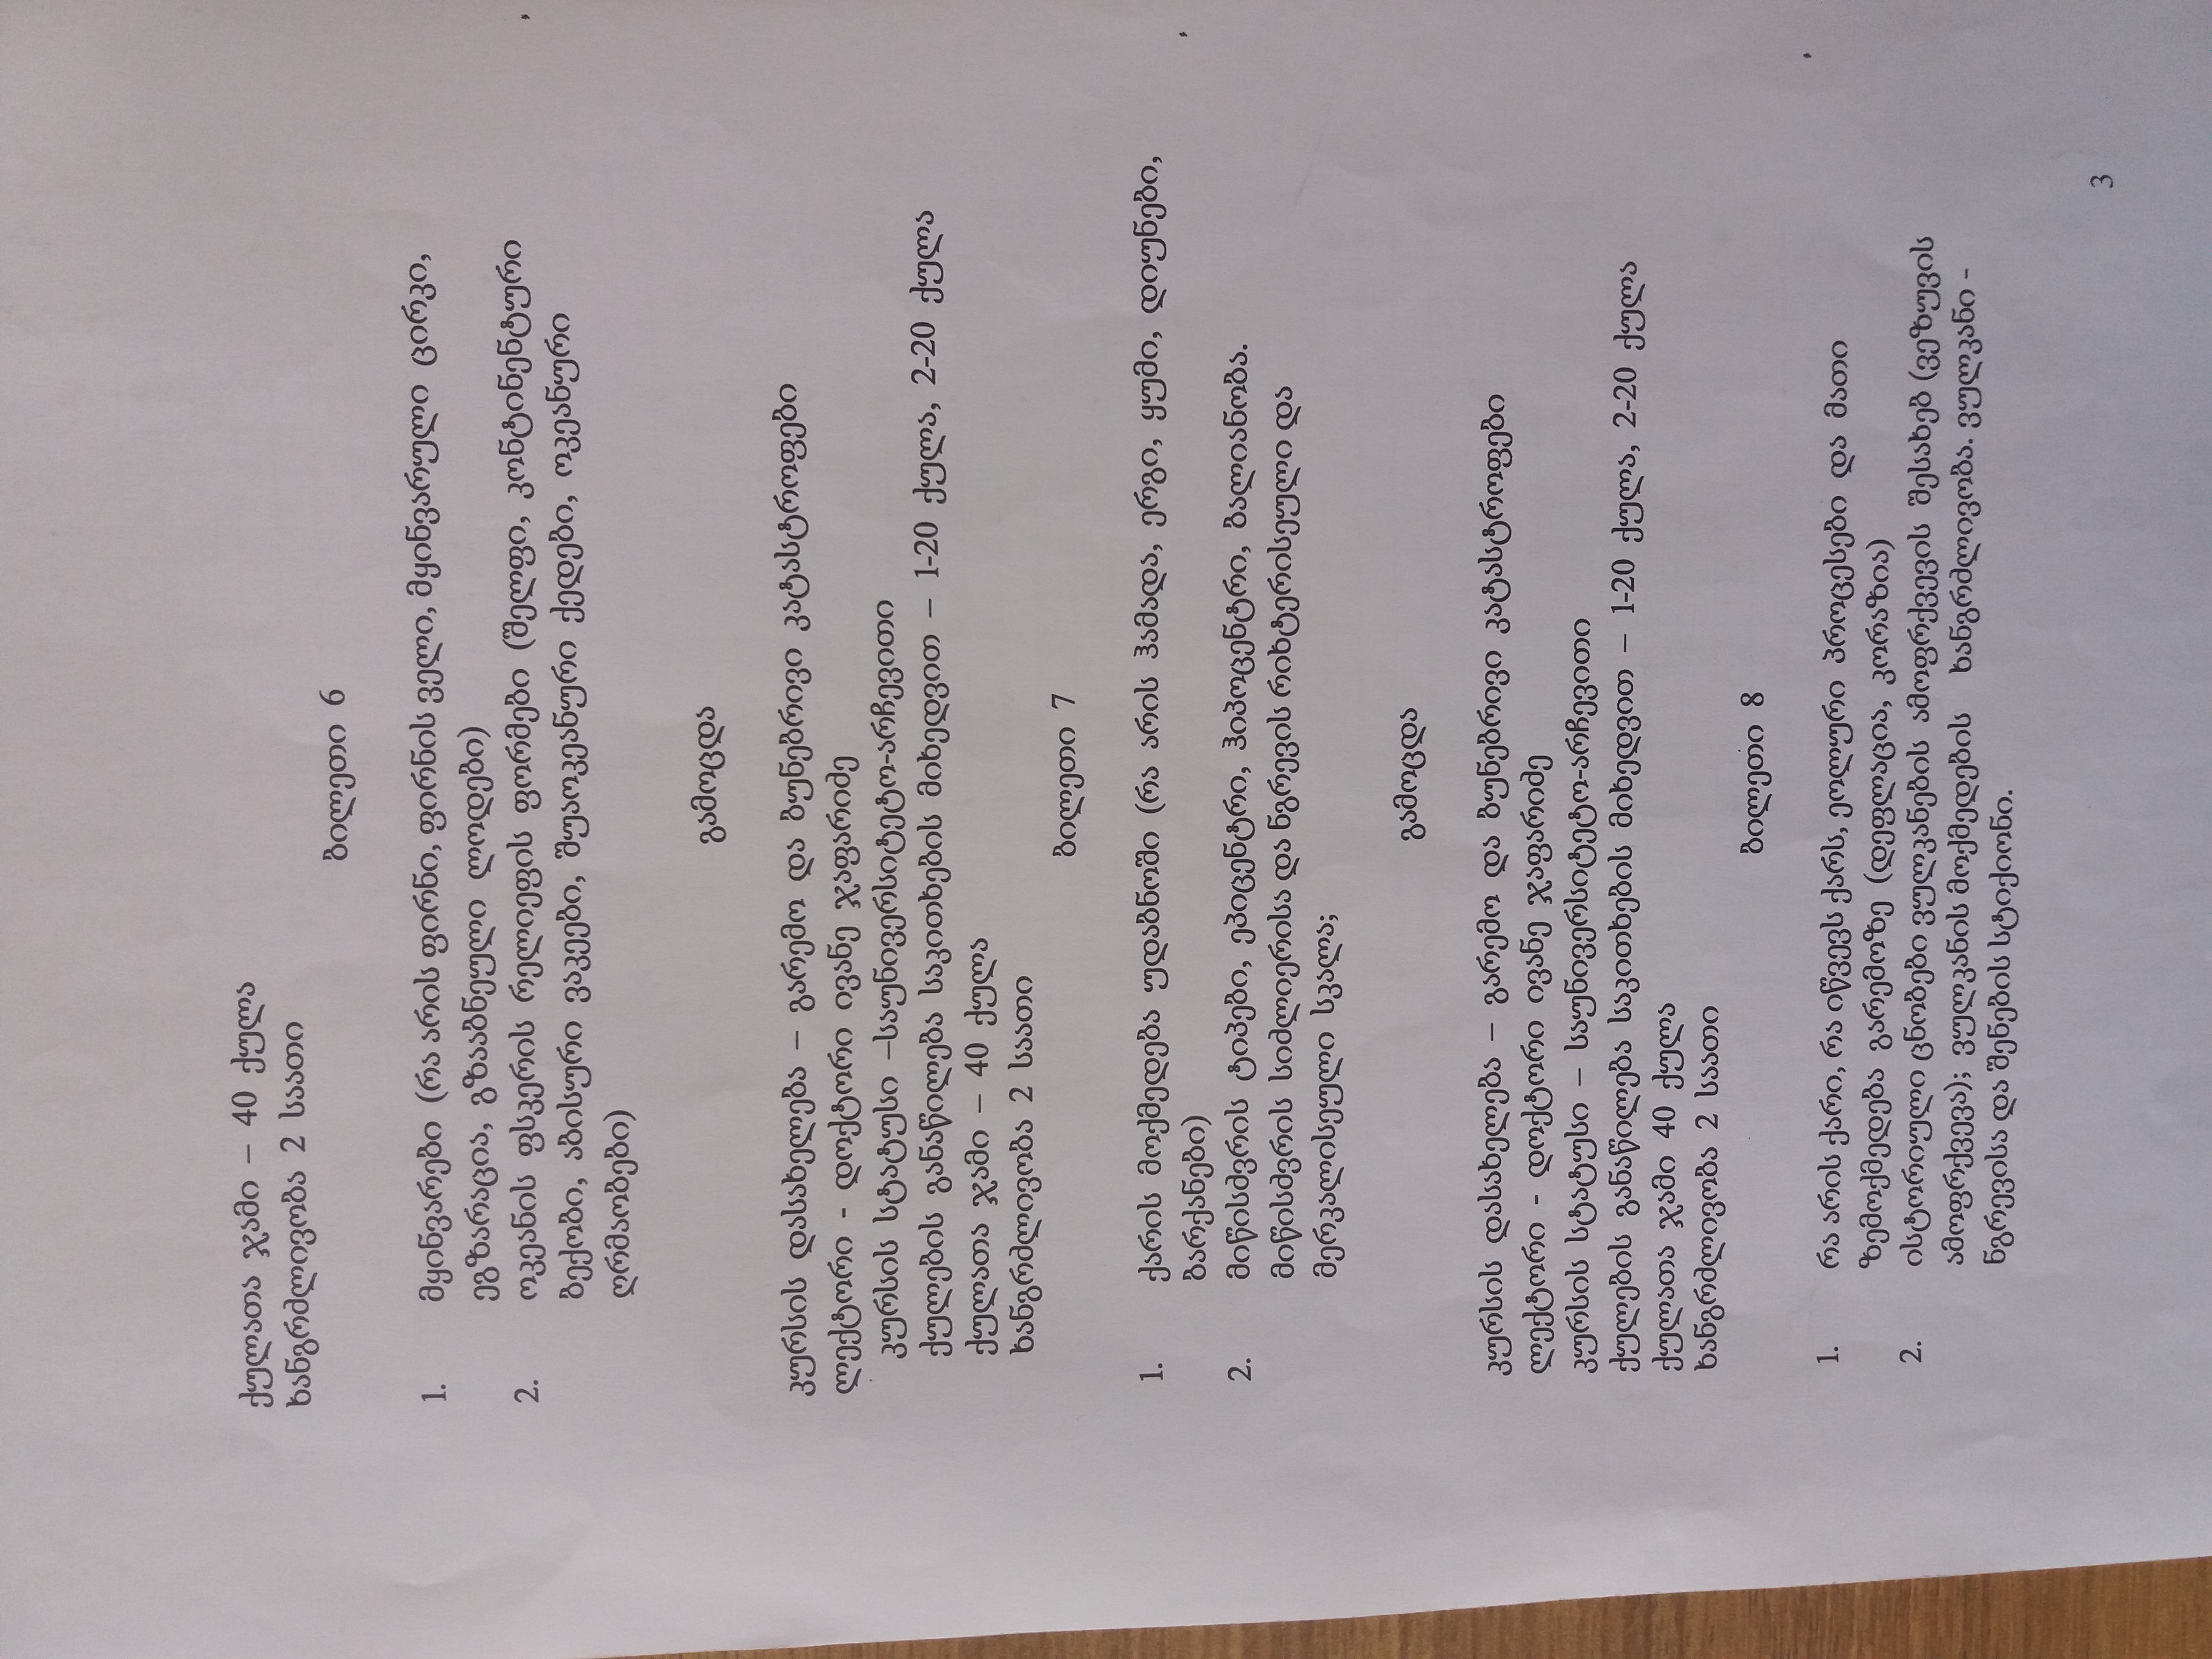 ქულათა ჯამი – 40 ქულა
ხანგრძლივობა 2 საათი
ბილეთი 6
1. მყინვარები (რა არის ფირნი, ფირნის ველი, მყინვარული ცირკი,
ეგზარაცია, გზააბნეული ლოდები)
2. ოკეანის ფსკერის რელიეფის ფორმები (შელფი, კონტინენტური
ბექობი, აბისური ვაკეები, შუაოკეანური ქედები, ოკეანური
ღრმაობები)
გამოცდა
კურსის დასახელება – გარემო და ბუნებრივი კატასტროფები
ლექტორი - დოქტორი ივანე ჯაფარიძე
კურსის სტატუსი –საუნივერსიტეტო-არჩევითი
ქულების განაწილება საკითხების მიხედვით – 1-20 ქულა, 2-20 ქულა
ქულათა ჯამი – 40 ქულა
ხანგრძლივობა 2 საათი
ბილეთი 7
1. ქარის მოქმედება უდაბნოში (რა არის ჰამადა, ერგი, ყუმი, დიუნები,
ბარქანები)
2. მიწისძვრის ტიპები, ეპიცენტრი, ჰიპოცენტრი, ბალიანობა.
მიწისძვრის სიძლიერისა და ნგრევის რიხტერისეული და
მერკალისეული სკალა;
გამოცდა
კურსის დასახელება – გარემო და ბუნებრივი კატასტროფები
ლექტორი - დოქტორი ივანე ჯაფარიძე
კურსის სტატუსი – საუნივერსიტეტო-არჩევითი
ქულების განაწილება საკითხების მიხედვით – 1-20 ქულა, 2-20 ქულა
ქულათა ჯამი 40 ქულა
ხანგრძლივობა 2 საათი
ბილეთი 8
1. რა არის ქარი, რა იწვევს ქარს, ეოლური პროცესები და მათი
ზემოქმედება გარემოზე (დეფლაცია, კორაზია)
2. ისტორიული ცნობები ვულკანების ამოფრქვევის შესახებ (ვეზუვის
ამოფრქვევა); ვულკანის მოქმედების ხანგრძლივობა. ვულკანი -
ნგრევისა და შენების სტიქიონი.
3